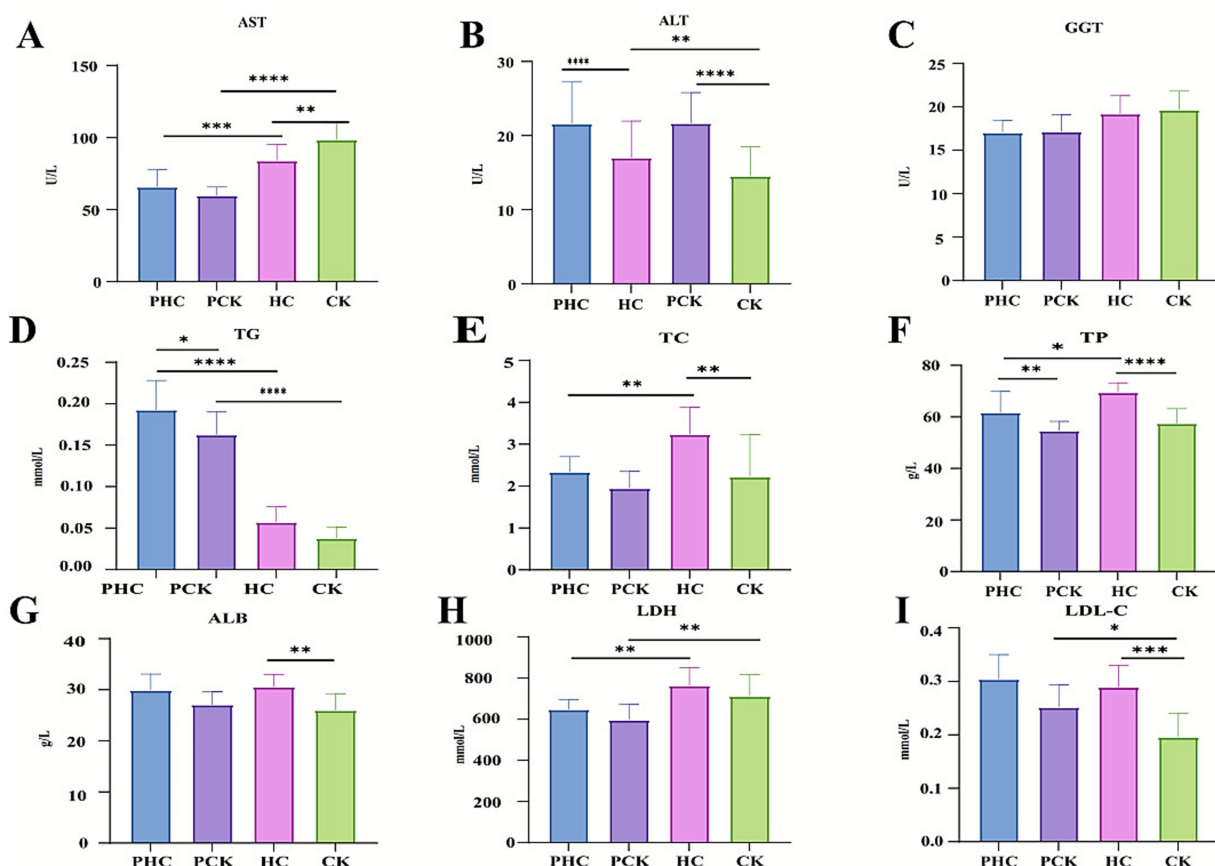 A
AST
****
**
***
150
100
50
0
U/L
PHC PCK HC CK
B
ALT
**
****
****
30
20
10
0
U/L
PHC HC PCK CK
C
GGT
25
20
15
10
5
0
U/L
PHC PCK HC CK
D
TG
*
****
****
0.25
0.20
0.15
0.10
0.05
0.00
mmol/L
PHC PCK HC CK
E
TC
**
**
5
4
3
2
1
0
mmol/L
PHC PCK HC CK
F
TP
*
****
**
80
60
40
20
0
g/L
PHC PCK HC CK
G
ALB
**
40
30
20
10
0
g/L
PHC PCK HC CK
H
LDH
**
**
1000
800
600
400
200
0
mmol/L
PHC PCK HC CK
I
LDL-C
*
***
0.4
0.3
0.2
0.1
0.0
mmol/L
PHC PCK HC CK